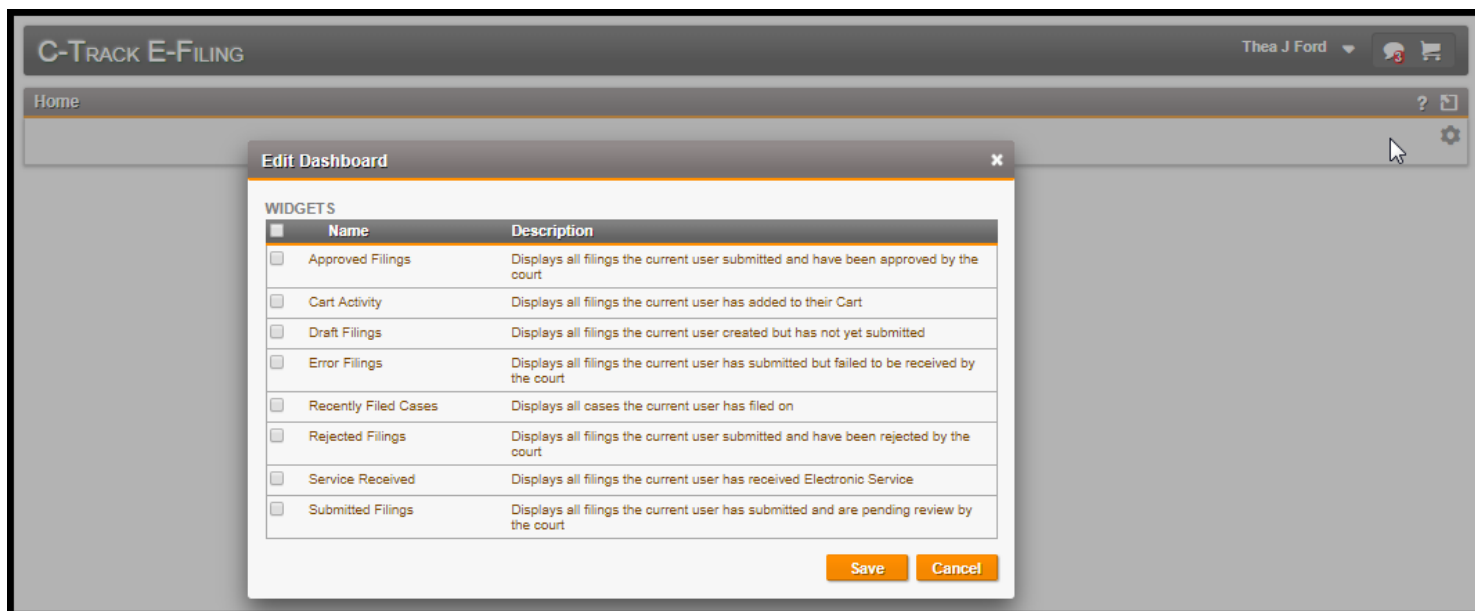 C-Track E-Filing
Thea J Ford
3
Home
?
Edit Dashboard
WIDGETS
Name Description
Approved Filings Displays all filings the current user submitted and have been approved by the
court
Cart Activity Displays all filings the current user has added to their Cart
Draft Filings Displays all filings the current user created but has not yet submitted
Error Filings Displays all filings the current user has submitted but failed to be received by
the court
Recently Filed Cases Displays all cases the current user has filed on
Rejected Filings Displays all filings the current user submitted and have been rejected by the
court
Service Received Displays all filings the current user has received Electronic Service
Submitted Filings Displays all filings the current user has submitted and are pending review by
the court
Save Cancel